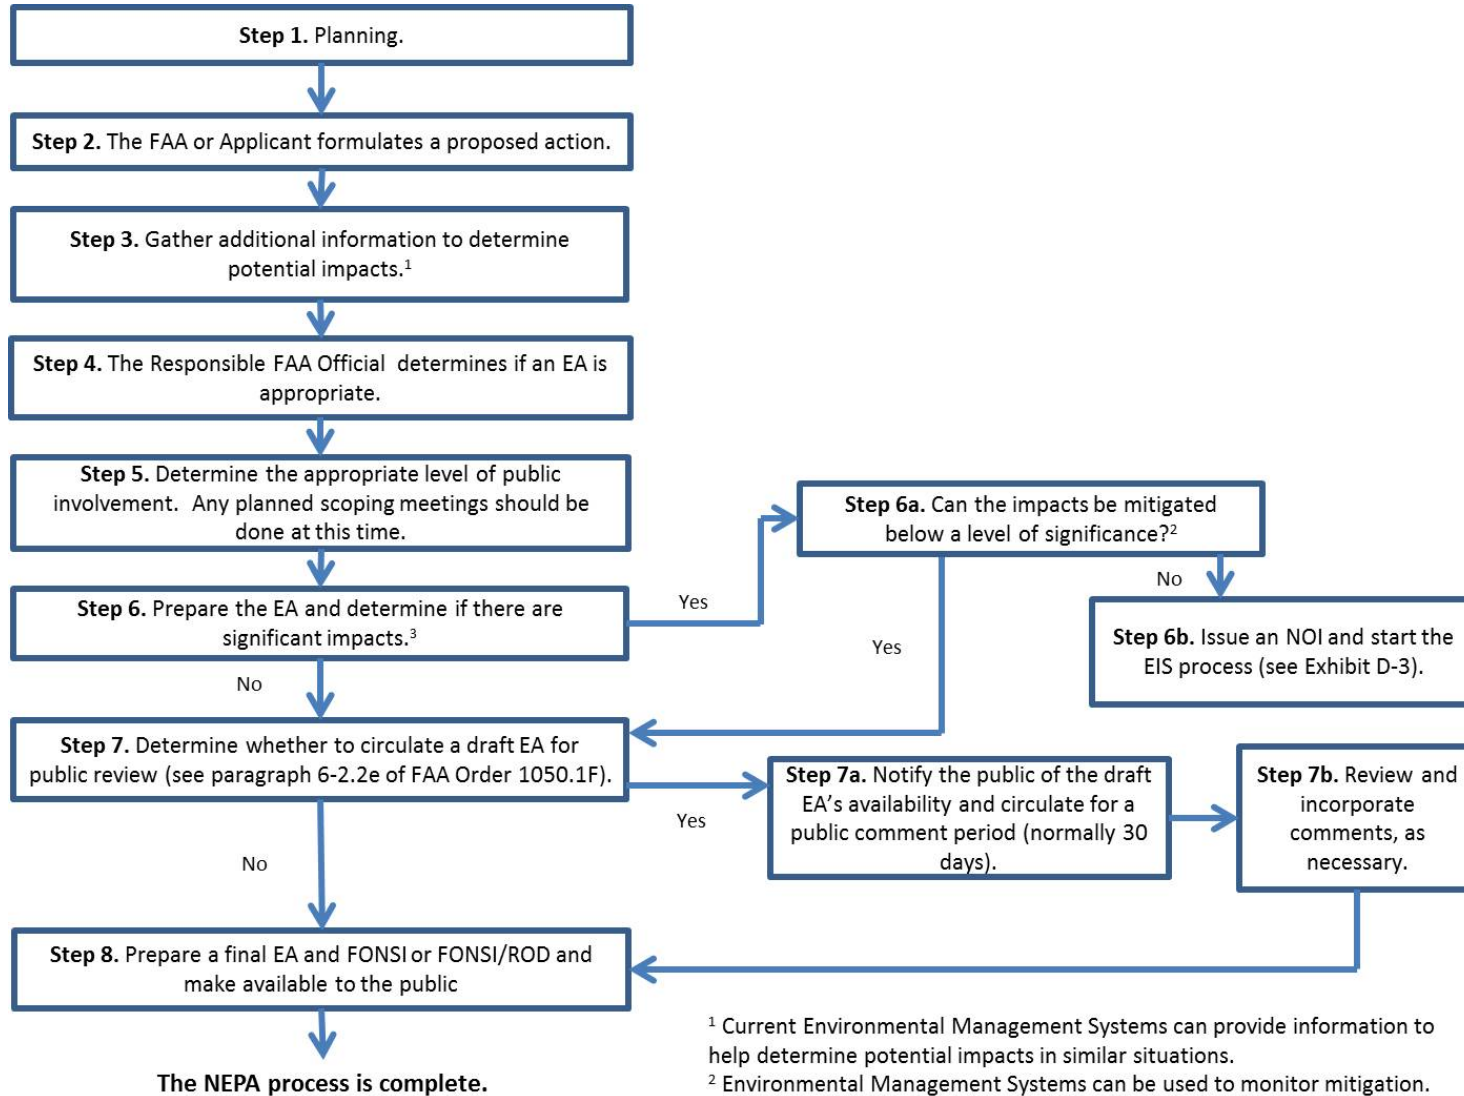 Step 1. Planning.
Step 2. The FAA or Applicant formulates a proposed action.
Step 3. Gather additional information to determine
potential impacts.¹
Step 4. The Responsible FAA Official determines if an EA is
appropriate.
Step 5. Determine the appropriate level of public
involvement. Any planned scoping meetings should be
done at this time.
Step 6. Prepare the EA and determine if there are
significant impacts.³
Yes
Step 6a. Can the impacts be mitigated
below a level of significance?²
No
Step 6b. Issue an NOI and start the
EIS process (see Exhibit D-3).
Yes
No
Step 7. Determine whether to circulate a draft EA for
public review (see paragraph 6-2.2e of FAA Order 1050.1F).
Yes
Step 7a. Notify the public of the draft
EA’s availability and circulate for a
public comment period (normally 30
days).
Step 7b. Review and
incorporate
comments, as
necessary.
No
Step 8. Prepare a final EA and FONSI or FONSI/ROD and
make available to the public
The NEPA process is complete.
¹ Current Environmental Management Systems can provide information to
help determine potential impacts in similar situations.
² Environmental Management Systems can be used to monitor mitigation.